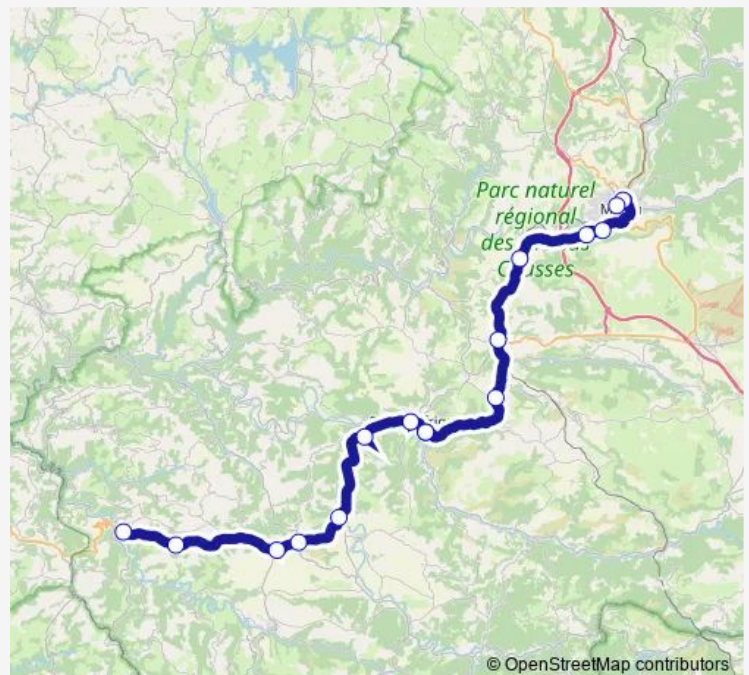 Parc naturel
régional
des
Causses
© OpenStreetMap contributors